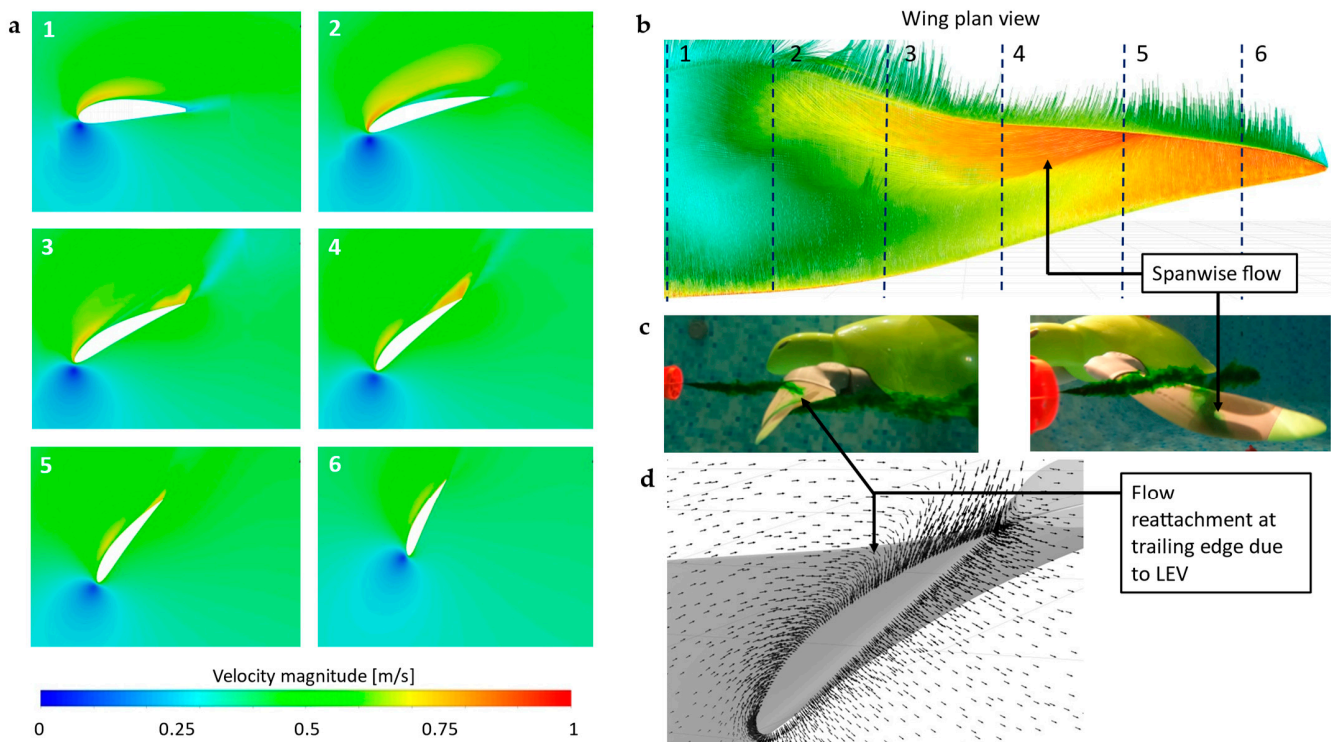 a
1
2
3
4
5
6
Velocity magnitude [m/s]
0 0.25 0.5 0.75 1
b
Wing plan view
1 2 3 4 5 6
Spanwise flow
c
d
Flow
reattachment at
trailing edge due
to LEV